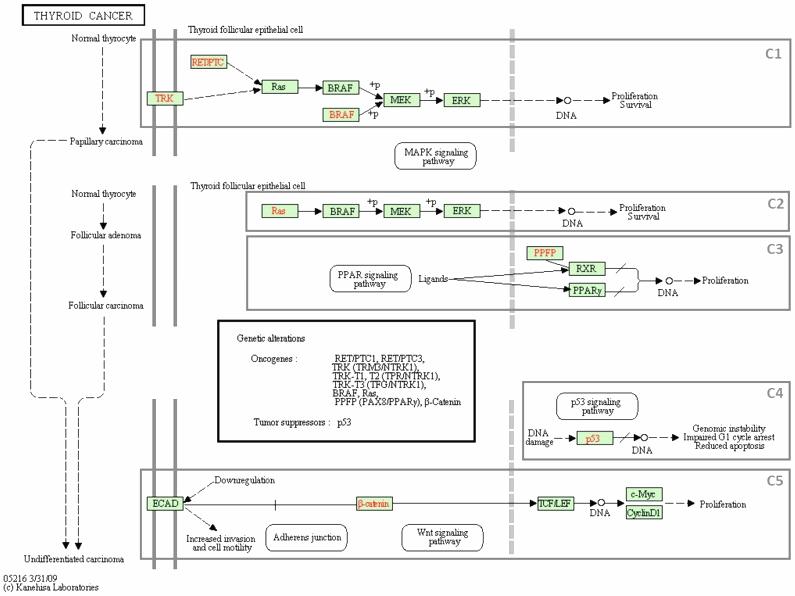 THYROID CANCER
Thyroid follicular epithelial cell
Normal thyrocyte
C1
RET/PTC
TRK
Ras
BRAF
+p
BRAF
+p
MEK
+p
ERK
DNA
Proliferation
Survival
Papillary carcinoma
MAPK signaling
pathway
Thyroid follicular epithelial cell
Normal thyrocyte
C2
Ras
BRAF
+p
MEK
+p
ERK
DNA
Proliferation
Survival
Follicular adenoma
C3
PPFP
PPAR signaling
pathway
Ligands
RXR
PPARγ
DNA
Proliferation
Follicular carcinoma
Genetic alterations
Oncogenes : RET/PTC1, RET/PTC3,
TRK (TRM3/NTRK1)
TRK-T1, T2 (TPR/NTRK1),
TRK-T3 (TFG/NTRK1),
BRAF, Ras,
PPFP (PAX8/PPARγ), β-Catenin
Tumor suppressors : p53
C4
p53 signaling
pathway
DNA
damage
p53
DNA
Genomic instability
Impaired G1 cycle arrest
Reduced apoptosis
C5
Downregulation
ECAD
β-catenin
TCF/LEF
DNA
c-Myc
CyclinD1
Proliferation
Increased invasion
and cell motility
Adherens junction
Wnt signaling
pathway
Undifferentiated carcinoma
05216 3/31/09
(c) Kanehisa Laboratories